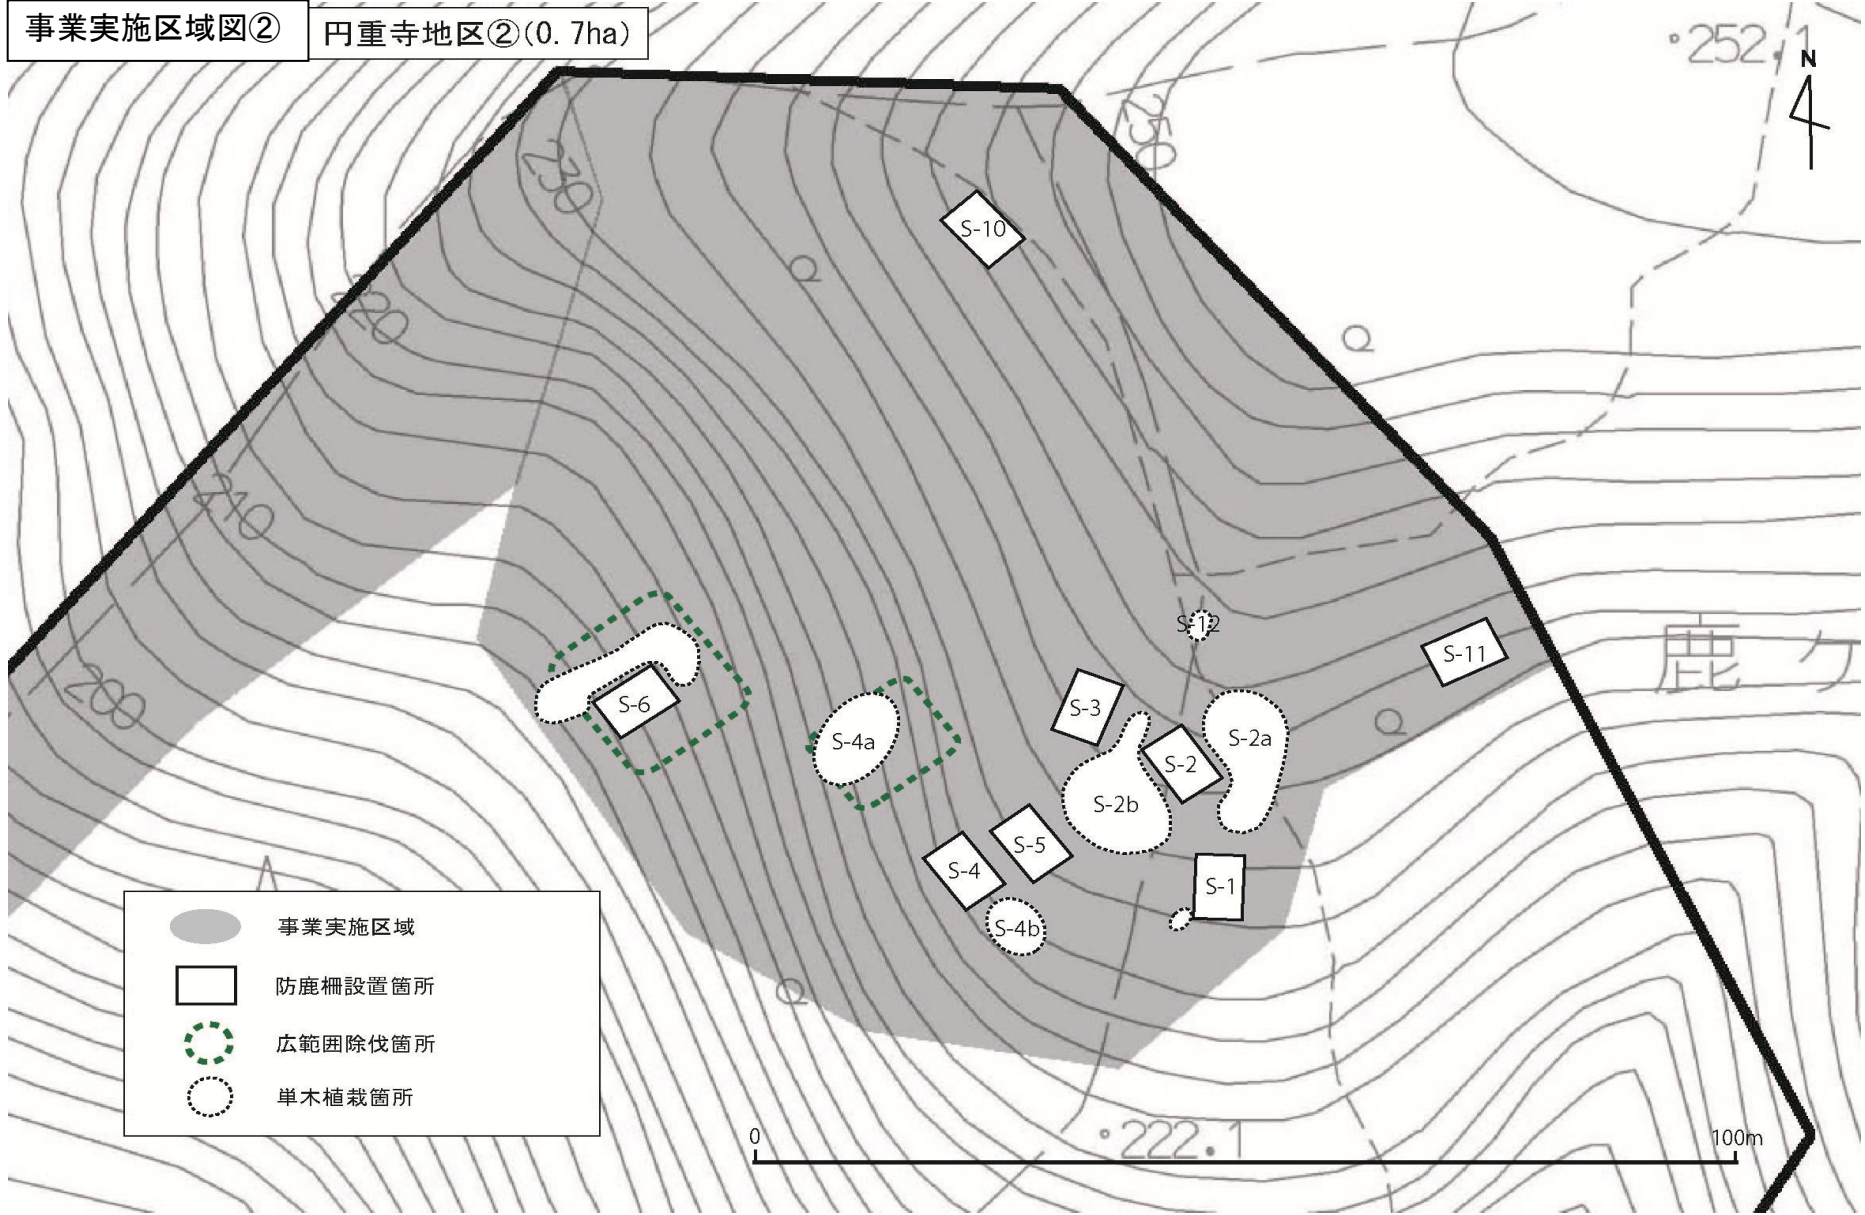 事業実施区域図②
円重寺地区②(0.7ha)
252.1
N
250
230
S-10
220
210
S-12
鹿ケ
S-11
200
S-6
S-3
S-4a
S-2a
S-2
S-2b
S-5
S-4
S-1
S-4b
事業実施区域
防鹿柵設置箇所
広範囲除伐箇所
単木植栽箇所
222.1
0
100m